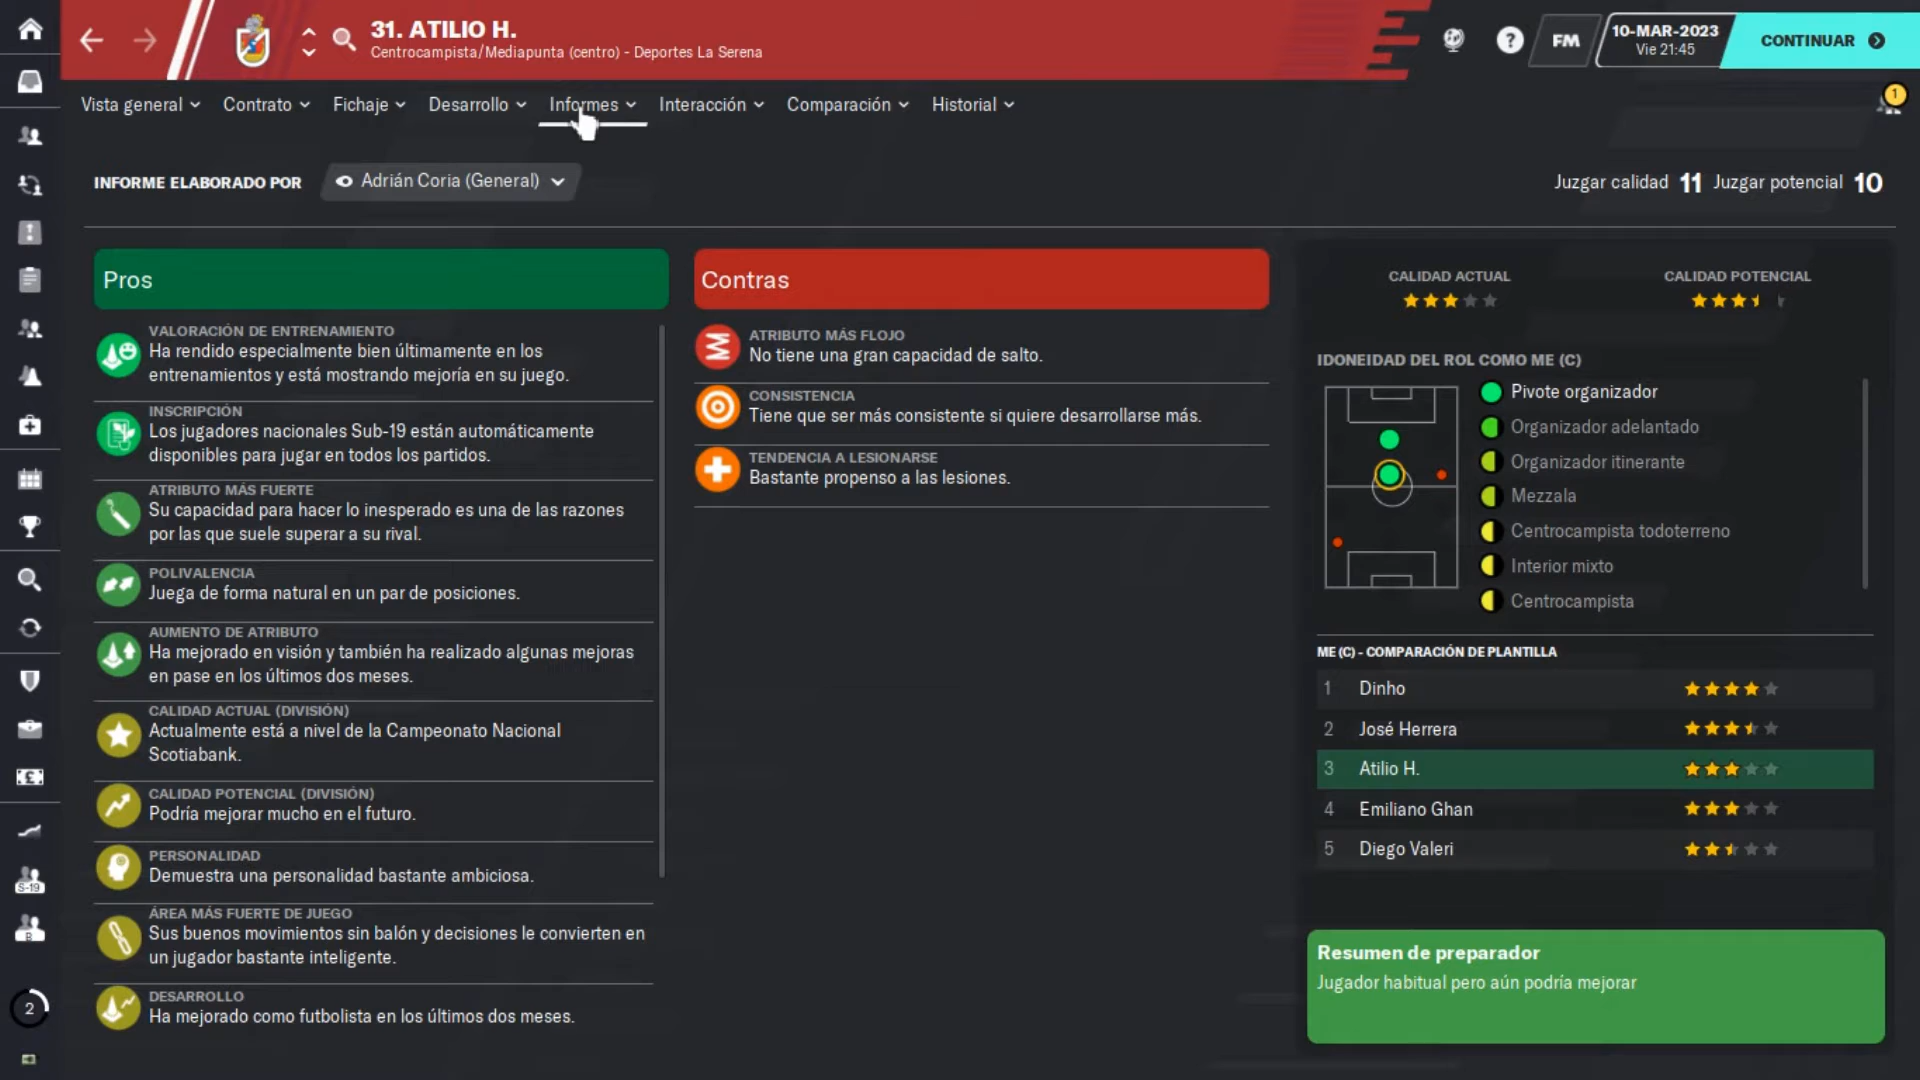 31. ATILIO H.
Centrocampista/Mediapunta (centro) - Deportes La Serena
FM
10-MAR-2023
Vie 21:45
CONTINUAR
Vista general
Contrato
Fichaje
Desarrollo
Informes
Interacción
Comparación
Historial
1
INFORME ELABORADO POR
Adrián Coria (General)
Juzgar calidad 11 Juzgar potencial 10
Pros
VALORACIÓN DE ENTRENAMIENTO
Ha rendido especialmente bien últimamente en los
entrenamientos y está mostrando mejoría en su juego.
INSCRIPCIÓN
Los jugadores nacionales Sub-19 están automáticamente
disponibles para jugar en todos los partidos.
ATRIBUTO MÁS FUERTE
Su capacidad para hacer lo inesperado es una de las razones
por las que suele superar a su rival.
POLIVALENCIA
Juega de forma natural en un par de posiciones.
AUMENTO DE ATRIBUTO
Ha mejorado en visión y también ha realizado algunas mejoras
en pase en los últimos dos meses.
CALIDAD ACTUAL (DIVISIÓN)
Actualmente está a nivel de la Campeonato Nacional
Scotiabank.
CALIDAD POTENCIAL (DIVISIÓN)
Podría mejorar mucho en el futuro.
PERSONALIDAD
Demuestra una personalidad bastante ambiciosa.
ÁREA MÁS FUERTE DE JUEGO
Sus buenos movimientos sin balón y decisiones le convierten en
un jugador bastante inteligente.
DESARROLLO
Ha mejorado como futbolista en los últimos dos meses.
Contras
ATRIBUTO MÁS FLOJO
No tiene una gran capacidad de salto.
CONSISTENCIA
Tiene que ser más consistente si quiere desarrollarse más.
TENDENCIA A LESIONARSE
Bastante propenso a las lesiones.
CALIDAD ACTUAL
CALIDAD POTENCIAL
IDONEIDAD DEL ROL COMO ME (C)
Pivote organizador
Organizador adelantado
Organizador itinerante
Mezzala
Centrocampista todoterreno
Interior mixto
Centrocampista
ME (C) - COMPARACIÓN DE PLANTILLA
1 Dinho
2 José Herrera
3 Atilio H.
4 Emiliano Ghan
5 Diego Valeri
Resumen de preparador
Jugador habitual pero aún podría mejorar
S-19
B
2